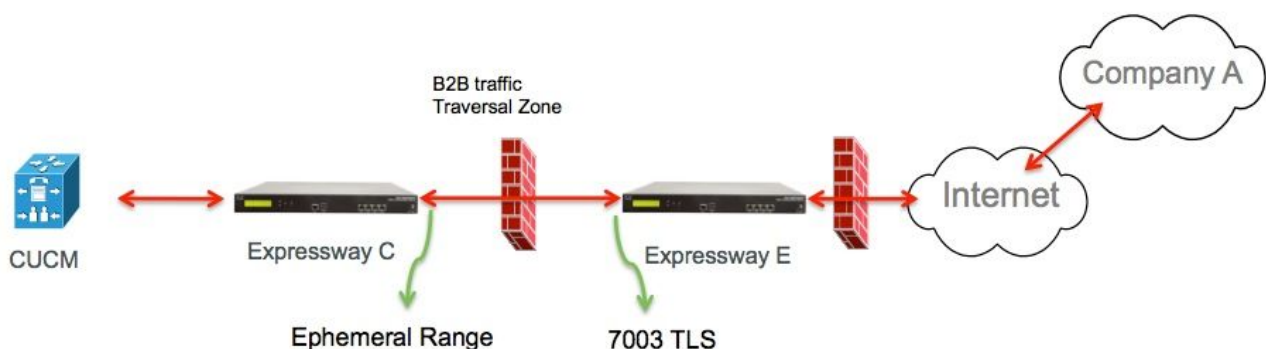 Company A
B2B traffic
Traversal Zone
Internet
CUCM
Expressway C
Expressway E
Ephemeral Range
7003 TLS